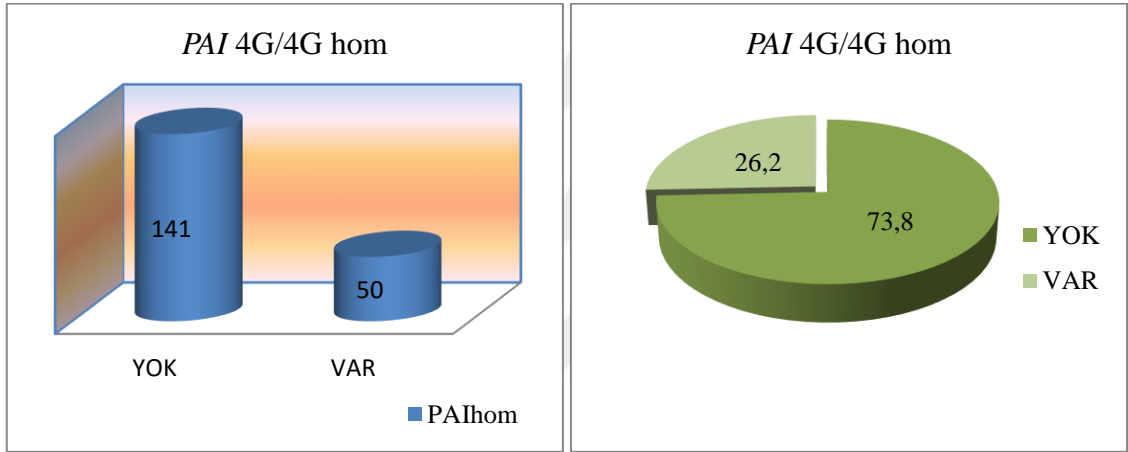 PAI 4G/4G hom
141
50
YOK VAR
PAIhom
PAI 4G/4G hom
26,2
73,8
YOK
VAR